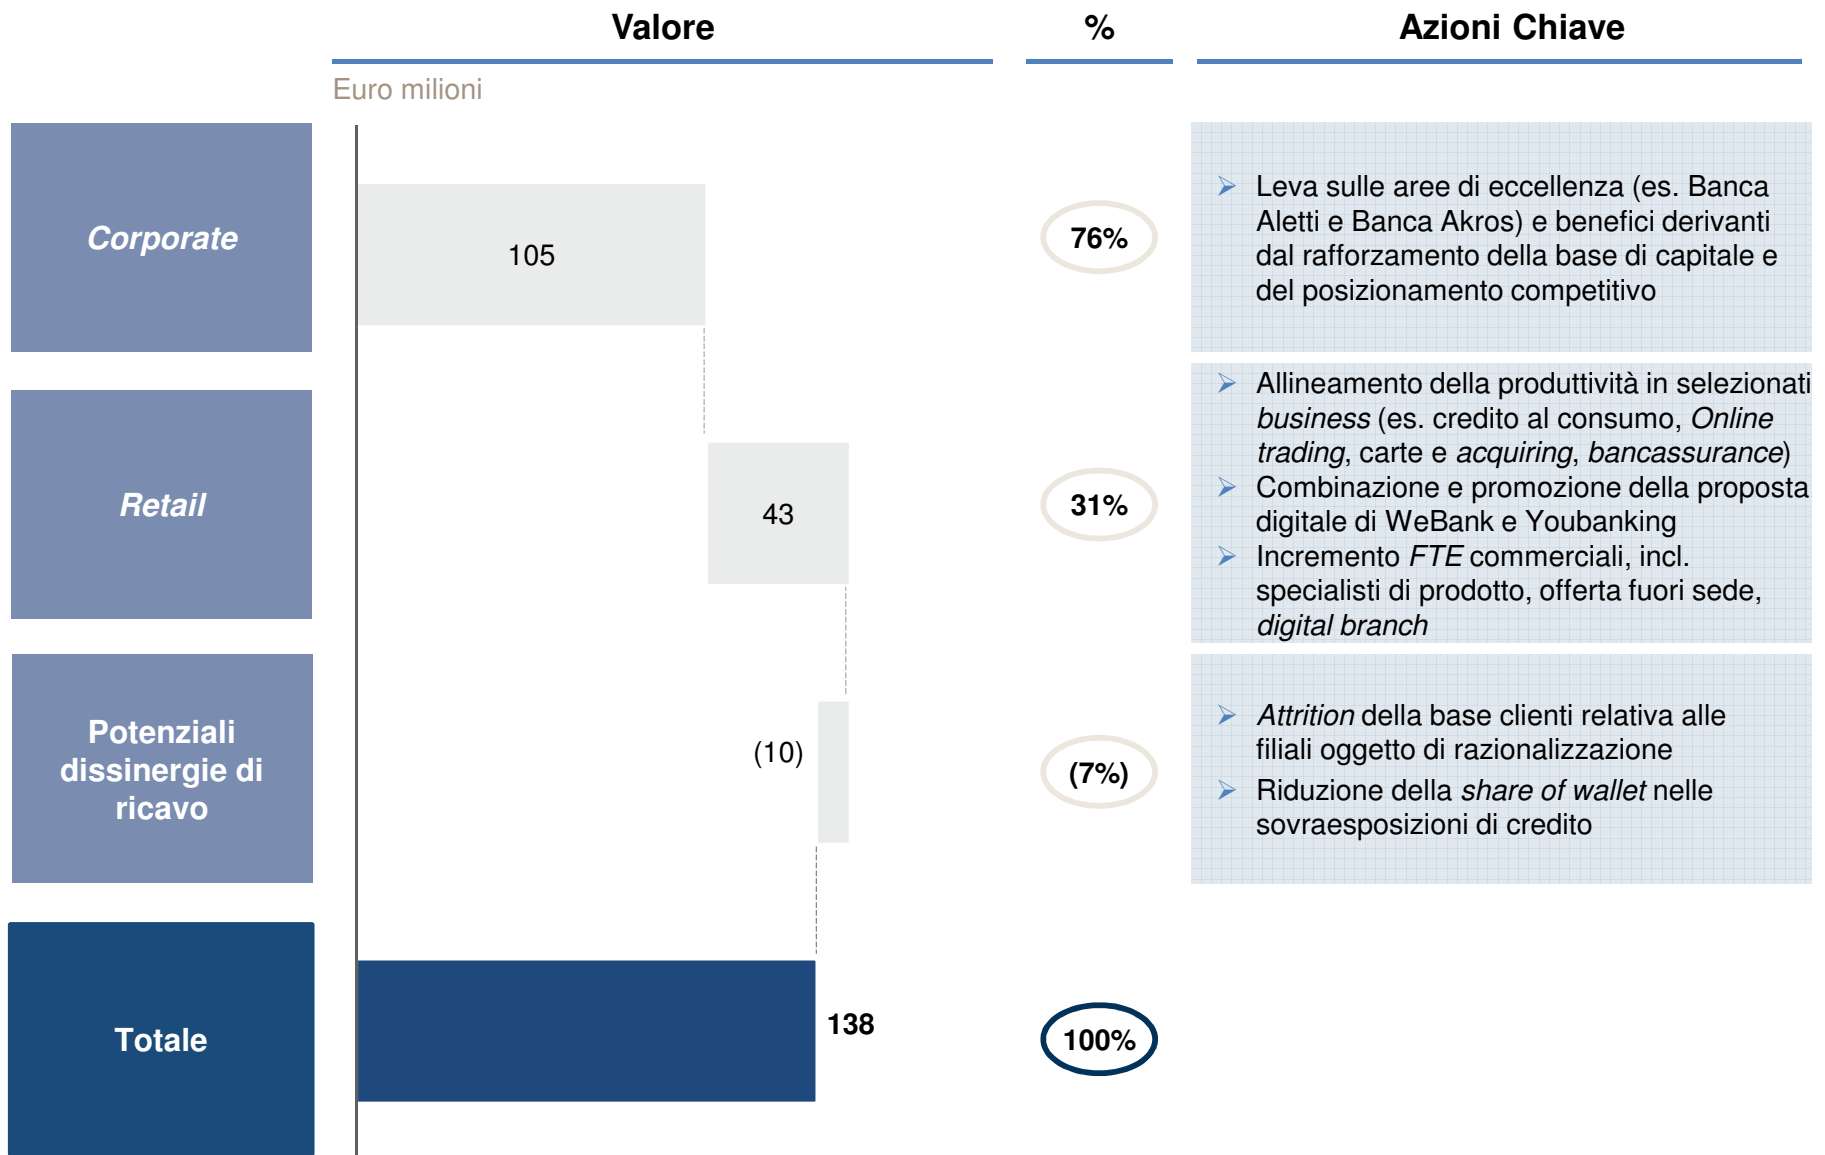 Valore
%
Azioni Chiave
Euro milioni
Corporate
105
76%
Leva sulle aree di eccellenza (es. Banca
Aletti e Banca Akros) e benefici derivanti
dal rafforzamento della base di capitale e
del posizionamento competitivo
Retail
43
31%
Allineamento della produttività in selezionati
business (es. credito al consumo, Online
trading, carte e acquiring, bancassurance)
Combinazione e promozione della proposta
digitale di WeBank e Youbanking
Incremento FTE commerciali, incl.
specialisti di prodotto, offerta fuori sede,
digital branch
Potenziali
dissinergie di
ricavo
(10)
(7%)
Attrition della base clienti relativa alle
filiali oggetto di razionalizzazione
Riduzione della share of wallet nelle
sovraesposizioni di credito
Totale
138
100%